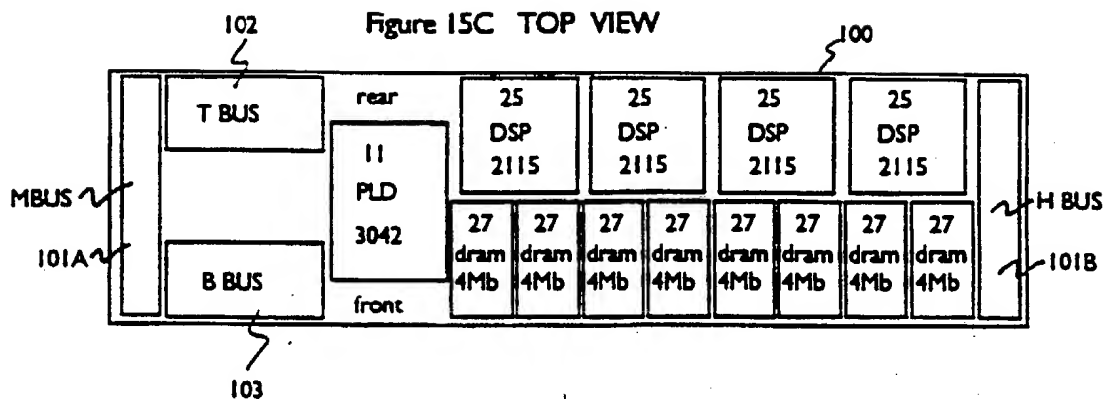 Figure 15C TOP VIEW
102
100
T BUS
rear
25
DSP
2115
25
DSP
2115
25
DSP
2115
25
DSP
2115
11
PLD
3042
MBUS
H BUS
101A
101B
27
dram
4Mb
27
dram
4Mb
27
dram
4Mb
27
dram
4Mb
27
dram
4Mb
27
dram
4Mb
27
dram
4Mb
27
dram
4Mb
B BUS
front
103